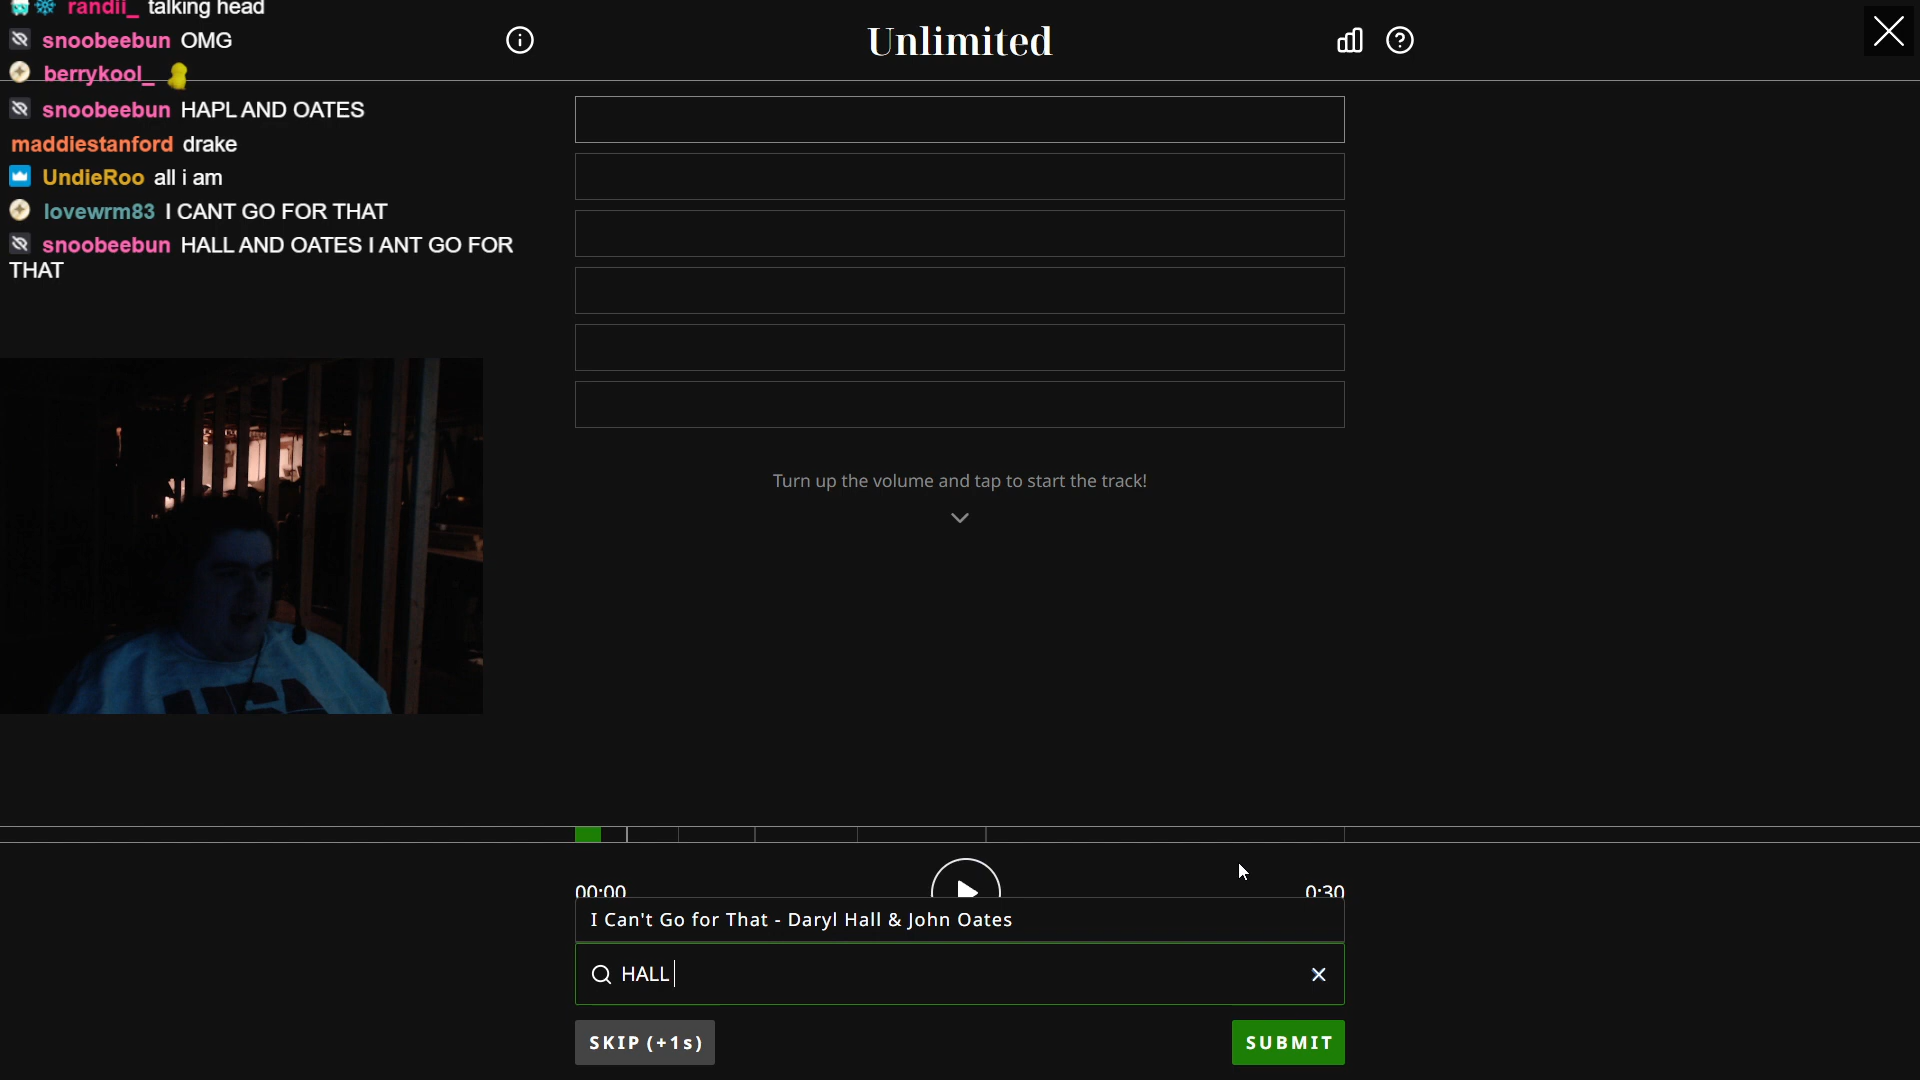 randii_ talking head
snoobeebun OMG
berrykool_
snoobeebun HAPL AND OATES
maddiestanford drake
UndieRoo all i am
lovewrm83 I CANT GO FOR THAT
snoobeebun HALL AND OATES I ANT GO FOR
THAT
Unlimited
Turn up the volume and tap to start the track!
00:00
0:30
I Can't Go for That - Daryl Hall & John Oates
HALL
SKIP (+1s)
SUBMIT